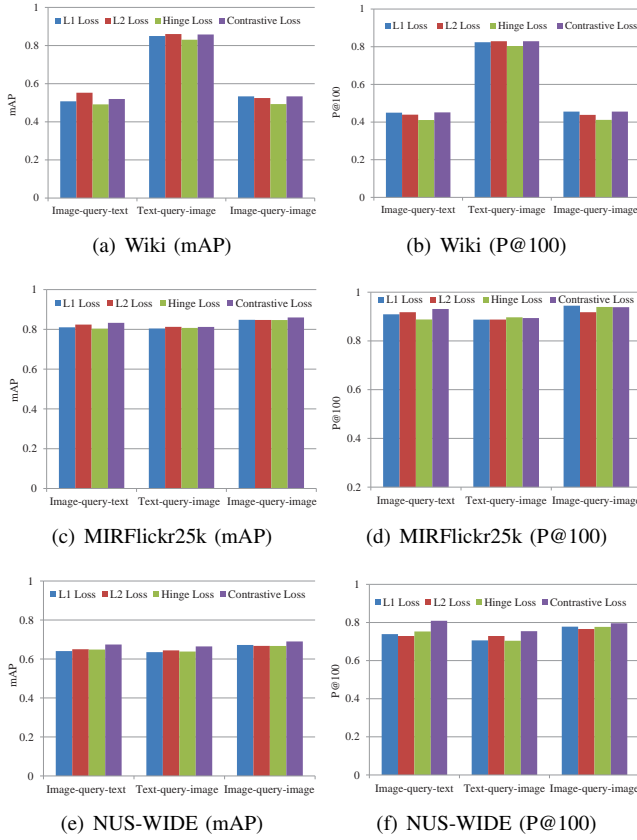 L1 Loss L2 Loss Hinge Loss Contrastive Loss
mAP
1
0.8
0.6
0.4
0.2
0
Image-query-text Text-query-image Image-query-image
(a) Wiki (mAP)
L1 Loss L2 Loss Hinge Loss Contrastive Loss
P@100
1
0.8
0.6
0.4
0.2
0
Image-query-text Text-query-image Image-query-image
(b) Wiki (P@100)
L1 Loss L2 Loss Hinge Loss Contrastive Loss
mAP
1
0.8
0.6
0.4
0.2
0
Image-query-text Text-query-image Image-query-image
(c) MIRFlickr25k (mAP)
L1 Loss L2 Loss Hinge Loss Contrastive Loss
P@100
1
0.8
0.6
0.4
0.2
Image-query-text Text-query-image Image-query-image
(d) MIRFlickr25k (P@100)
L1 Loss L2 Loss Hinge Loss Contrastive Loss
mAP
1
0.8
0.6
0.4
0.2
0
Image-query-text Text-query-image Image-query-image
(e) NUS-WIDE (mAP)
L1 Loss L2 Loss Hinge Loss Contrastive Loss
P@100
1
0.8
0.6
0.4
0.2
0
Image-query-text Text-query-image Image-query-image
(f) NUS-WIDE (P@100)